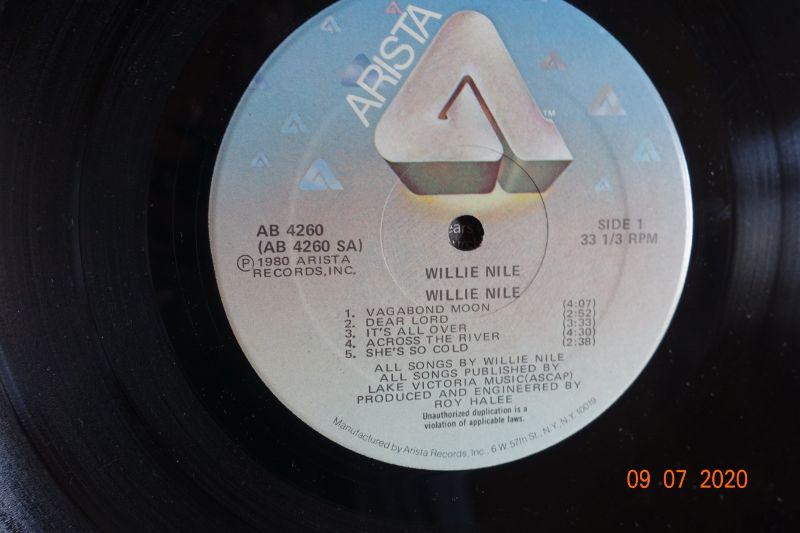 ARISTA
TM
AB 4260
(AB 4260 SA)
Ⓟ1980 ARISTA
RECORDS, INC.
SIDE 1
33 1/3 RPM
WILLIE NILE
WILLIE NILE
1. VAGABOND MOON (4:07)
2. DEAR LORD (2:52)
3. IT'S ALL OVER (3:33)
4. ACROSS THE RIVER (4:30)
5. SHE'S SO COLD (2:38)
ALL SONGS BY WILLIE NILE
ALL SONGS PUBLISHED BY
LAKE VICTORIA MUSIC(ASCAP)
PRODUCED AND ENGINEERED BY
ROY HALEE
Unauthorized duplication is a
violation of applicable laws.
Manufactured by Arista Records, Inc., 6 W. 57th St., N.Y., N.Y. 10019
09 07 2020